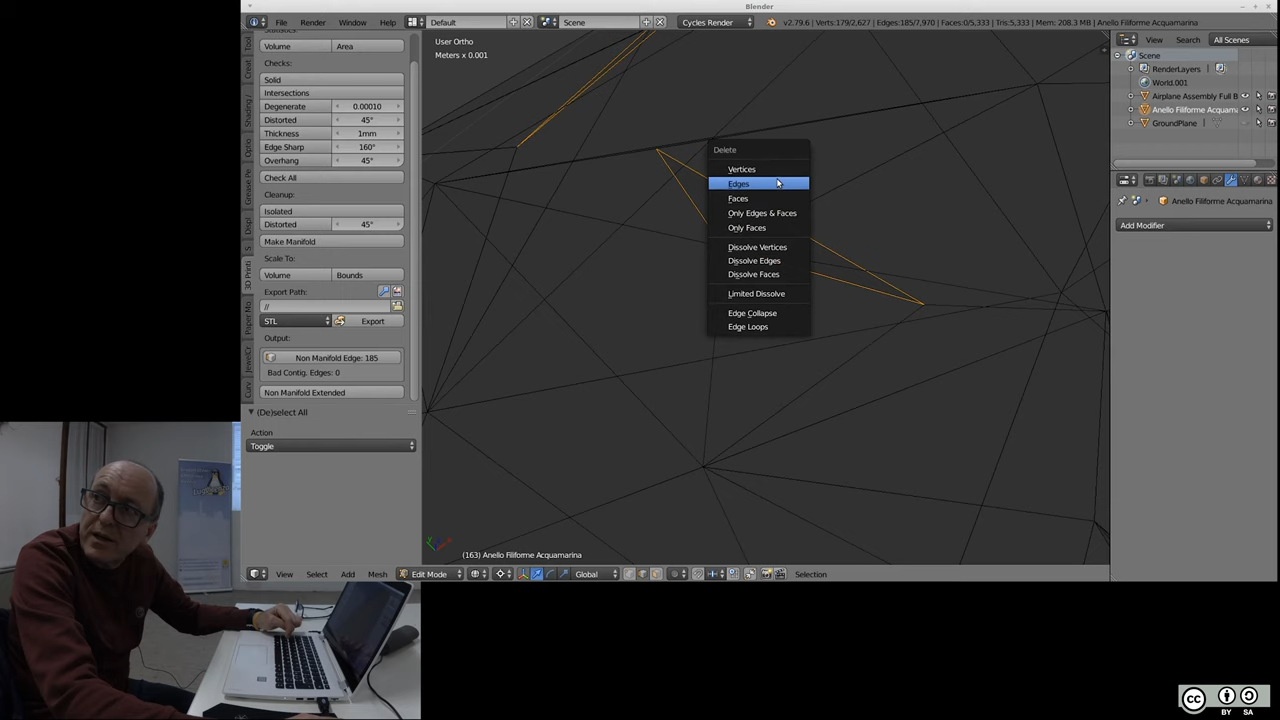 Blender
File Render Window Help Default Scene Cycles Render v2.79.6 | Verts:179/2,627 | Edges:185/7,970 | Faces:0/5,333 | Tris:5,333 | Mem: 208.3 MB | Anello Filiforme Acquamarina
Statistics:
Volume Area
Checks:
Solid
Intersections
Degenerate 0.00010
Distorted 45°
Thickness 1mm
Edge Sharp 160°
Overhang 45°
Check All
Cleanup:
Isolated
Distorted 45°
Make Manifold
Scale To:
Volume Bounds
Export Path:
//
STL Export
Output:
Non Manifold Edge: 185
Bad Contig. Edges: 0
Non Manifold Extended
(De)select All
Action
Toggle
User Ortho
Meters x 0.001
Delete
Vertices
Edges
Faces
Only Edges & Faces
Only Faces
Dissolve Vertices
Dissolve Edges
Dissolve Faces
Limited Dissolve
Edge Collapse
Edge Loops
(163) Anello Filiforme Acquamarina
View Select Add Mesh Edit Mode Global Selection
View Search All Scenes
Scene
RenderLayers
World.001
Airplane Assembly Full B
Anello Filiforme Acquam
GroundPlane
Anello Filiforme Acquamarina
Add Modifier
CC BY SA